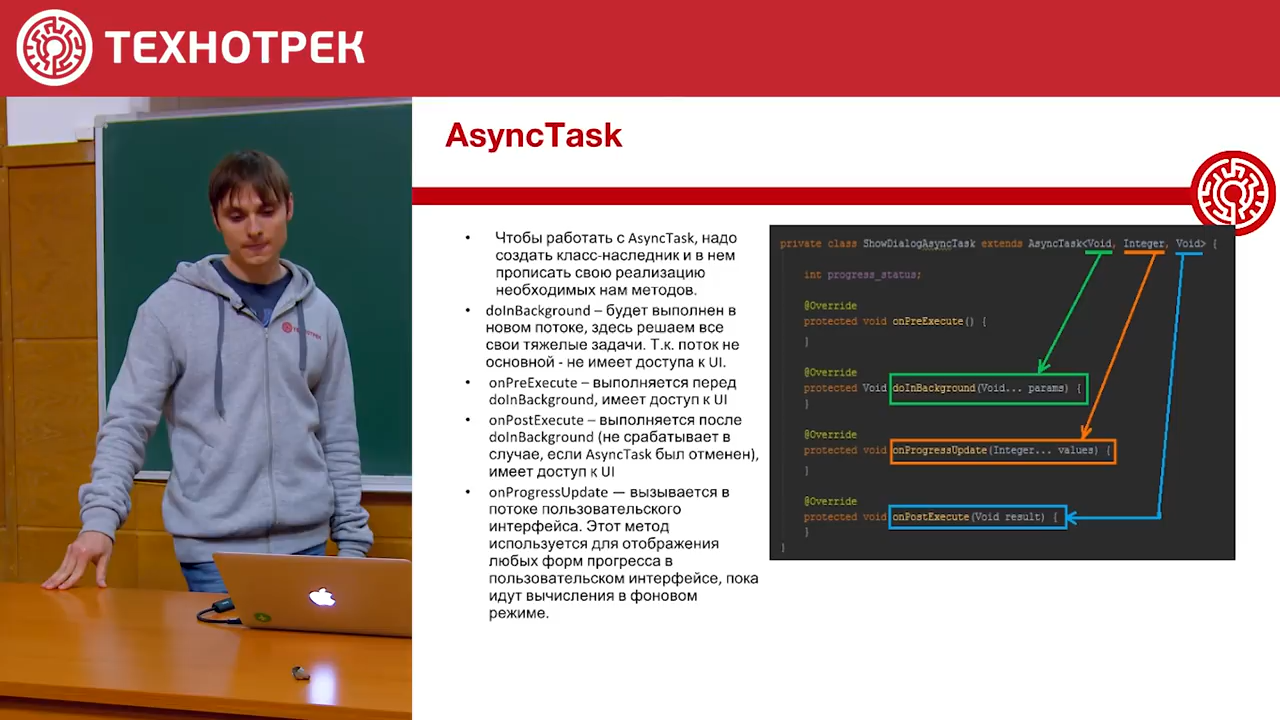 ТЕХНОТРЕК
AsyncTask
• Чтобы работать с AsyncTask, надо
создать класс-наследник и в нем
прописать свою реализацию
необходимых нам методов.
• doInBackground – будет выполнен в
новом потоке, здесь решаем все
свои тяжелые задачи. Т.к. поток не
основной - не имеет доступа к UI.
• onPreExecute – выполняется перед
doInBackground, имеет доступ к UI
• onPostExecute – выполняется после
doInBackground (не срабатывает в
случае, если AsyncTask был отменен),
имеет доступ к UI
• onProgressUpdate — вызывается в
потоке пользовательского
интерфейса. Этот метод
используется для отображения
любых форм прогресса в
пользовательском интерфейсе, пока
идут вычисления в фоновом
режиме.
private class ShowDialogAsyncTask extends AsyncTask<Void, Integer, Void> {
int progress_status;
@Override
protected void onPreExecute() {
}
@Override
protected Void doInBackground(Void... params) {
}
@Override
protected void onProgressUpdate(Integer... values) {
}
@Override
protected void onPostExecute(Void result) {
}
}
ТЕХНОТРЕК